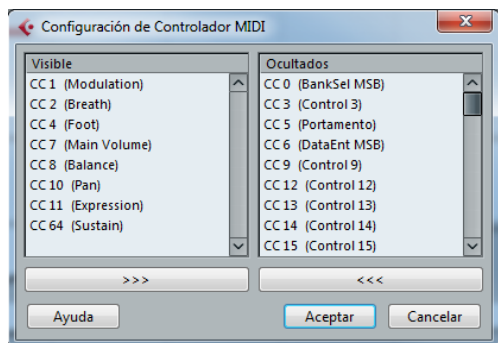 Configuración de Controlador MIDI
x
Visible
CC 1 (Modulation)
CC 2 (Breath)
CC 4 (Foot)
CC 7 (Main Volume)
CC 8 (Balance)
CC 10 (Pan)
CC 11 (Expression)
CC 64 (Sustain)
Ocultados
CC 0 (BankSel MSB)
CC 3 (Control 3)
CC 5 (Portamento)
CC 6 (DataEnt MSB)
CC 9 (Control 9)
CC 12 (Control 12)
CC 13 (Control 13)
CC 14 (Control 14)
CC 15 (Control 15)
>>>
<<<
Ayuda
Aceptar
Cancelar